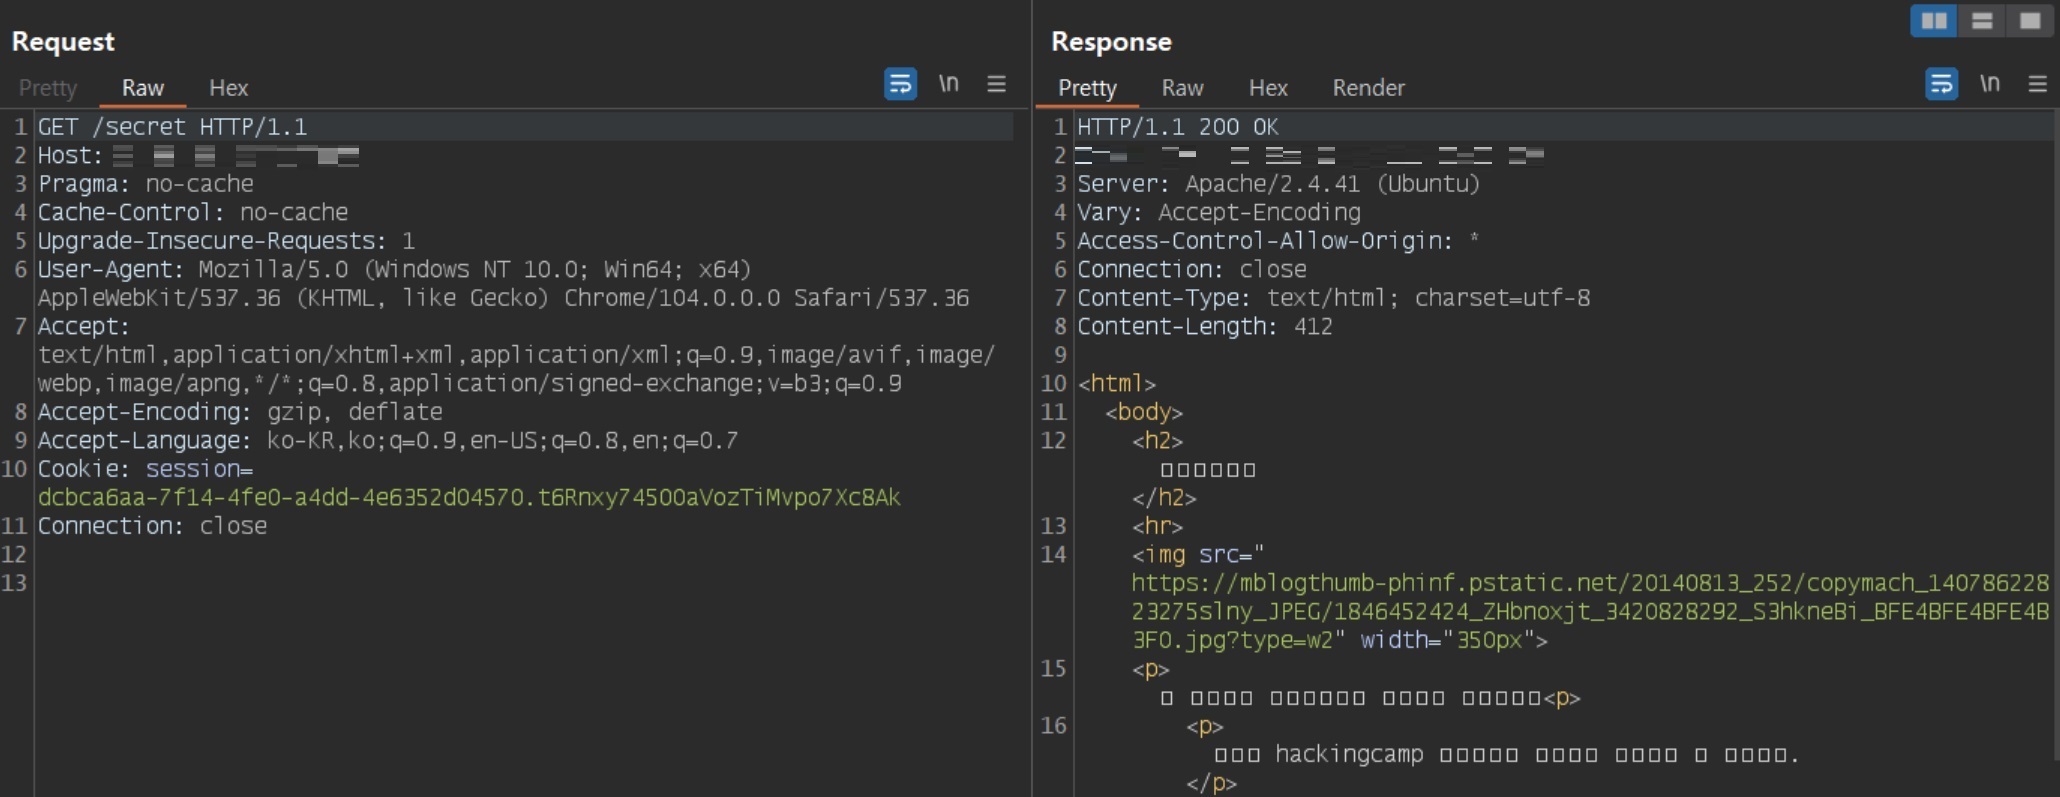 Request
Pretty Raw Hex \n
1 GET /secret HTTP/1.1
2 Host:
3 Pragma: no-cache
4 Cache-Control: no-cache
5 Upgrade-Insecure-Requests: 1
6 User-Agent: Mozilla/5.0 (Windows NT 10.0; Win64; x64)
AppleWebKit/537.36 (KHTML, like Gecko) Chrome/104.0.0.0 Safari/537.36
7 Accept:
text/html,application/xhtml+xml,application/xml;q=0.9,image/avif,image/
webp,image/apng,*/*;q=0.8,application/signed-exchange;v=b3;q=0.9
8 Accept-Encoding: gzip, deflate
9 Accept-Language: ko-KR,ko;q=0.9,en-US;q=0.8,en;q=0.7
10 Cookie: session=
dcbca6aa-7f14-4fe0-a4dd-4e6352d04570.t6Rnxy74500aVozTiMvpo7Xc8Ak
11 Connection: close
12
13
Response
Pretty Raw Hex Render \n
1 HTTP/1.1 200 OK
2
3 Server: Apache/2.4.41 (Ubuntu)
4 Vary: Accept-Encoding
5 Access-Control-Allow-Origin: *
6 Connection: close
7 Content-Type: text/html; charset=utf-8
8 Content-Length: 412
9
10 <html>
11 <body>
12 <h2>
□□□□□□
</h2>
13 <hr>
14 <img src="
https://mblogthumb-phinf.pstatic.net/20140813_252/copymach_140786228
23275slny_JPEG/1846452424_ZHbnoxjt_3420828292_S3hkneBi_BFE4BFE4BFE4B
3F0.jpg?type=w2" width="350px">
15 <p>
□ □□□□ □□□□□□ □□□□ □□□□□<p>
16 <p>
□□□ hackingcamp □□□□□ □□□□ □□□□ □ □□□□.
</p>